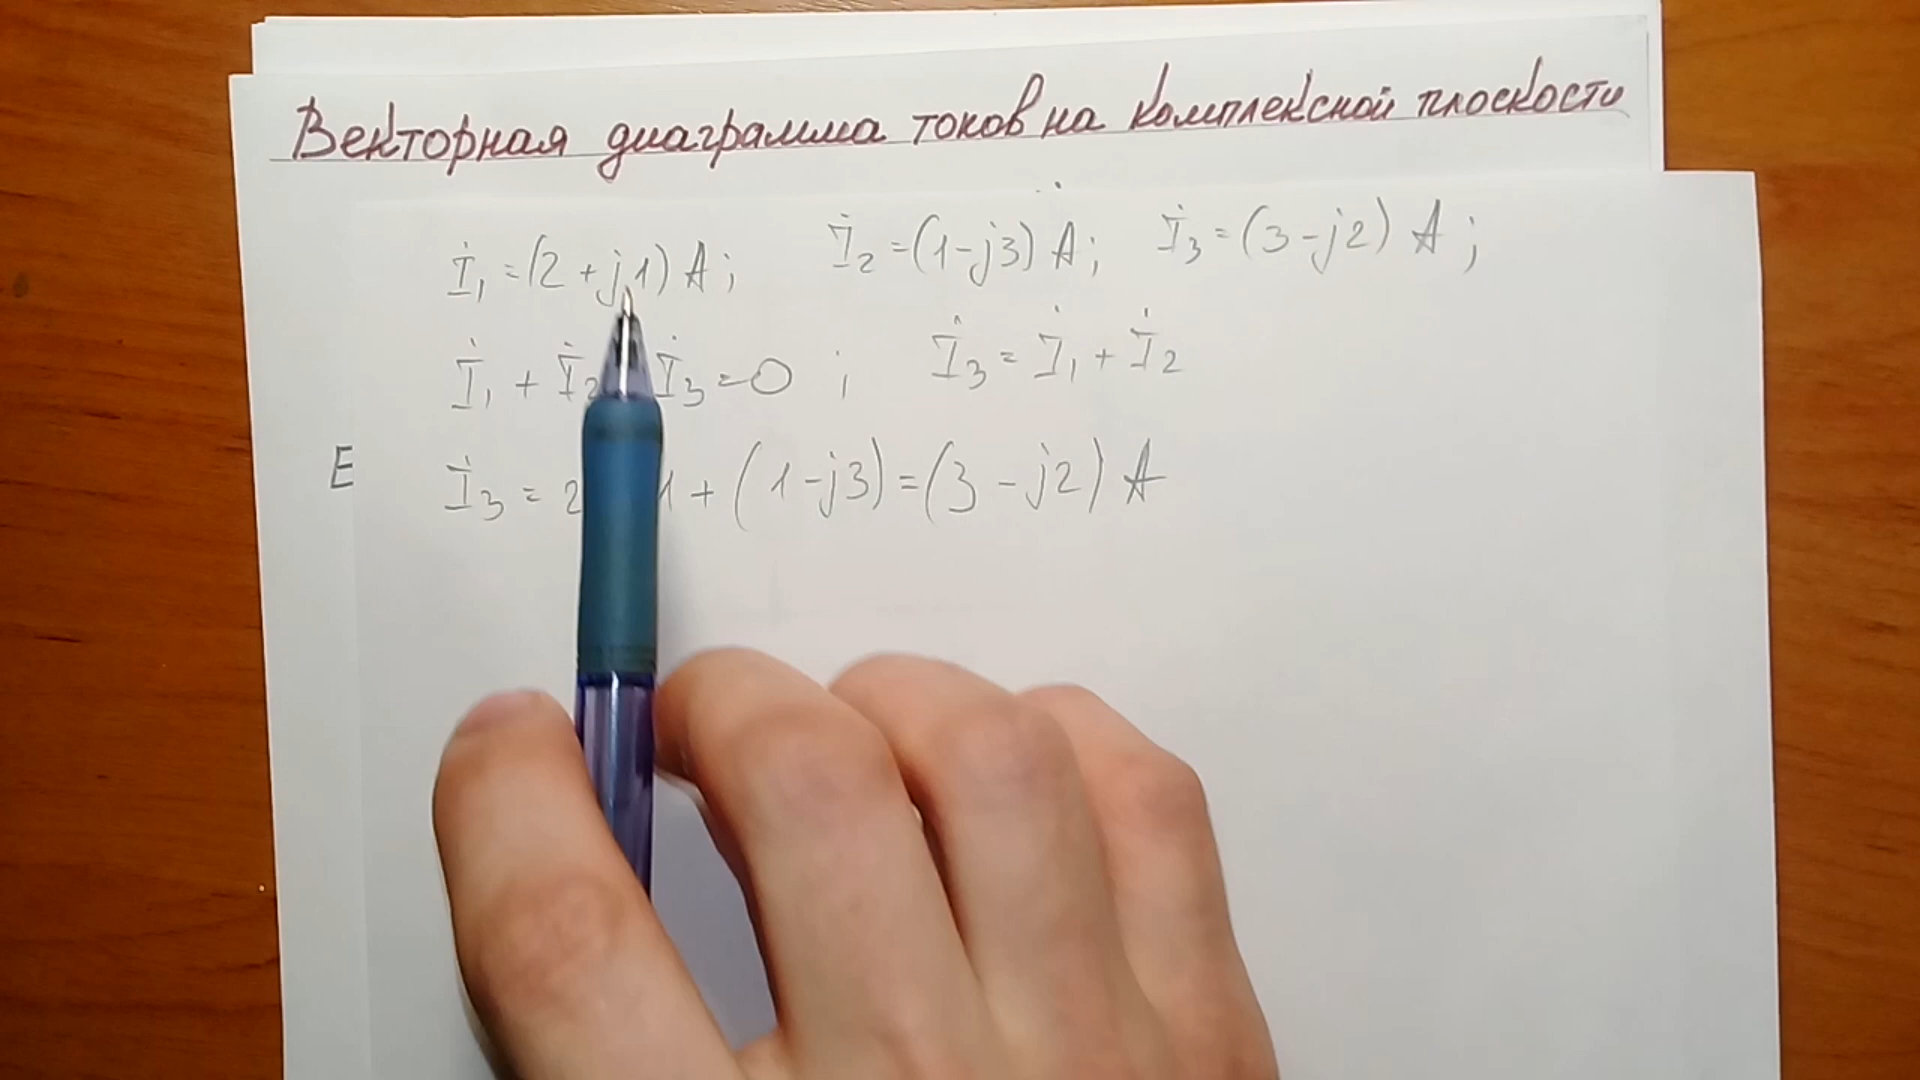 Векторная диаграмма токов на комплексной плоскости
İ₁ = (2 + j1) A; İ₂ = (1 - j3) A; İ₃ = (3 - j2) A;
İ₁ + İ₂ İ₃ = 0 ; İ₃ = İ₁ + İ₂
E İ₃ = 2 1 + (1 - j3) = (3 - j2) A